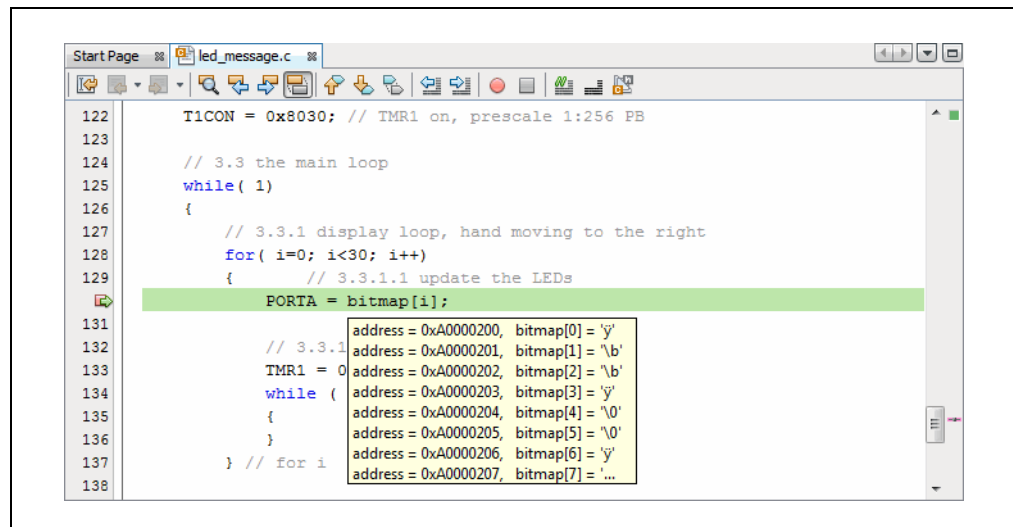 Start Page led_message.c
122 T1CON = 0x8030; // TMR1 on, prescale 1:256 PB
123
124 // 3.3 the main loop
125 while( 1)
126 {
127 // 3.3.1 display loop, hand moving to the right
128 for( i=0; i<30; i++)
129 { // 3.3.1.1 update the LEDs
PORTA = bitmap[i];
131
132 // 3.3.1
133 TMR1 = 0
134 while (
135 {
136 }
137 } // for i
138
address = 0xA0000200, bitmap[0] = 'ÿ'
address = 0xA0000201, bitmap[1] = '\b'
address = 0xA0000202, bitmap[2] = '\b'
address = 0xA0000203, bitmap[3] = 'ÿ'
address = 0xA0000204, bitmap[4] = '\0'
address = 0xA0000205, bitmap[5] = '\0'
address = 0xA0000206, bitmap[6] = 'ÿ'
address = 0xA0000207, bitmap[7] = '...